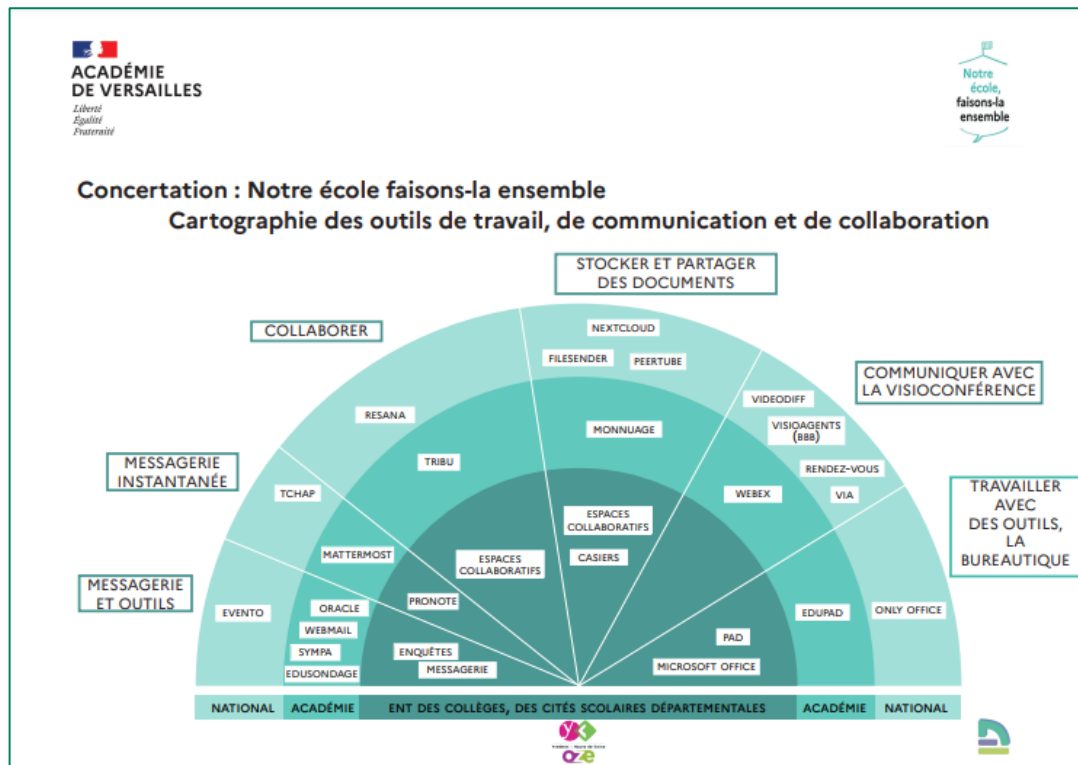 ACADÉMIE
DE VERSAILLES
Liberté
Égalité
Fraternité
Notre
école,
faisons-la
ensemble
Concertation : Notre école faisons-la ensemble
Cartographie des outils de travail, de communication et de collaboration
STOCKER ET PARTAGER
DES DOCUMENTS
COLLABORER
NEXTCLOUD
FILESENDER
PEERTUBE
COMMUNIQUER AVEC
LA VISIOCONFÉRENCE
VIDEODIFF
VISIOAGENTS
(BBB)
RENDEZ-VOUS
VIA
RESANA
MONNUAGE
TRIBU
WEBEX
MESSAGERIE
INSTANTANÉE
TCHAP
MATTERMOST
TRAVAILLER
AVEC
DES OUTILS,
LA
BUREAUTIQUE
ESPACES
COLLABORATIFS
CASIERS
ESPACES
COLLABORATIFS
PRONOTE
MESSAGERIE
ET OUTILS
EVENTO
ORACLE
WEBMAIL
SYMPA
EDUSONDAGE
ENQUÊTES
MESSAGERIE
PAD
MICROSOFT OFFICE
EDUPAD
ONLY OFFICE
NATIONAL
ACADÉMIE
ENT DES COLLÈGES, DES CITÉS SCOLAIRES DÉPARTEMENTALES
ACADÉMIE
NATIONAL
oze